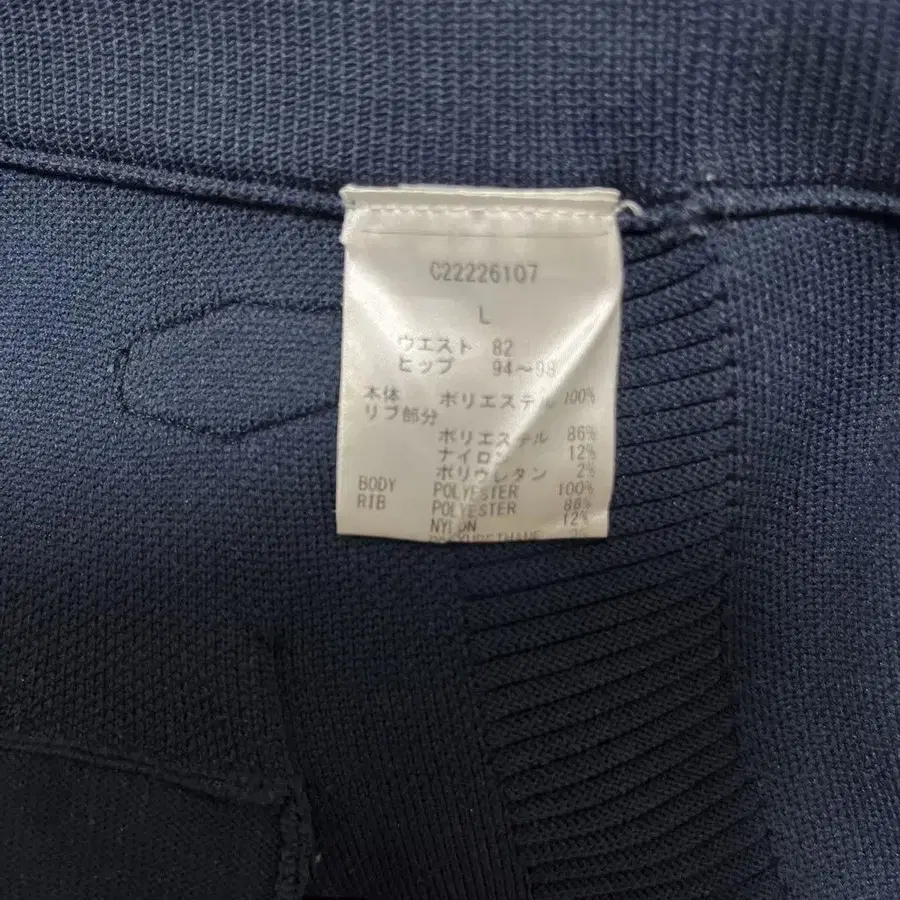 C22226107
L
ウエスト 82
ヒップ 94～98
本体 ポリエステル 100%
リブ部分
ポリエステル 86%
ナイロン 12%
ポリウレタン 2%
BODY POLYESTER 100%
RIB POLYESTER 86%
NYLON 12%